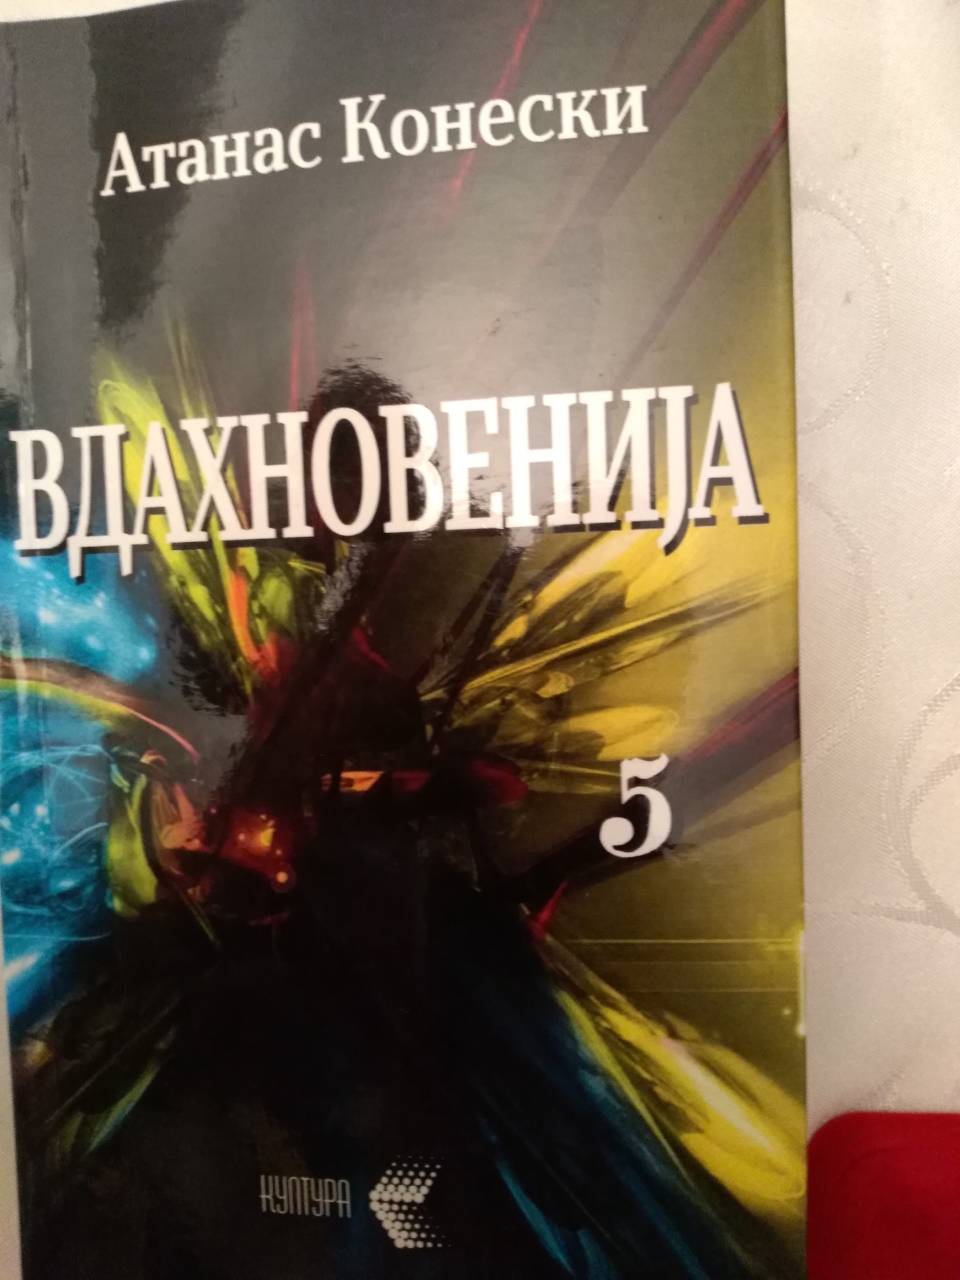 Атанас Конески
ВДАХНОВЕНИЈА
5
КУЛТУРА